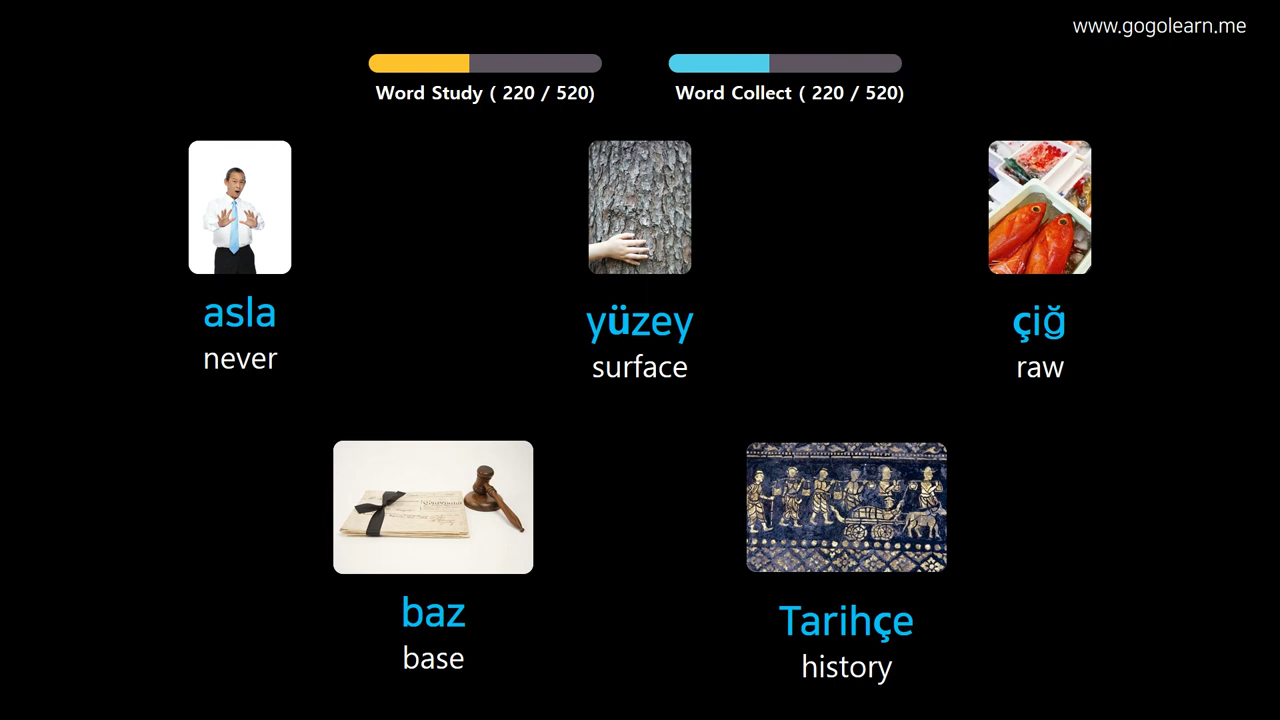 www.gogolearn.me
Word Study ( 220 / 520)
Word Collect ( 220 / 520)
asla
never
yüzey
surface
çiğ
raw
baz
base
Tarihçe
history